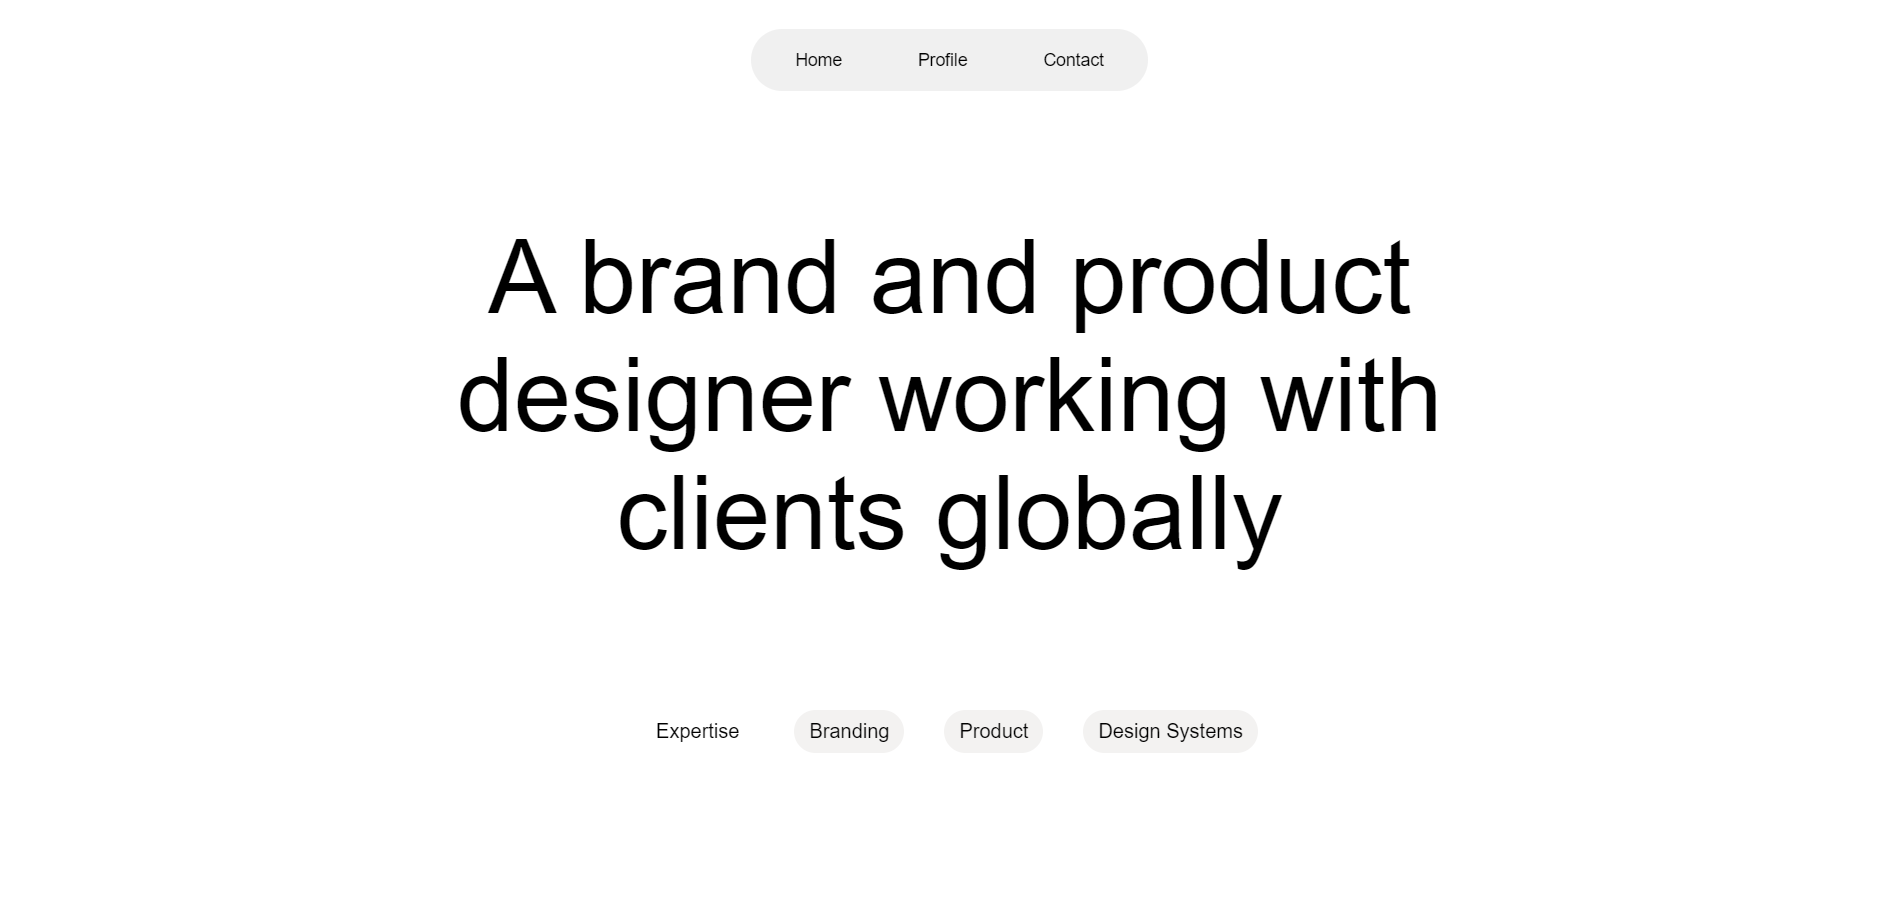 Home Profile Contact
A brand and product
designer working with
clients globally
Expertise Branding Product Design Systems